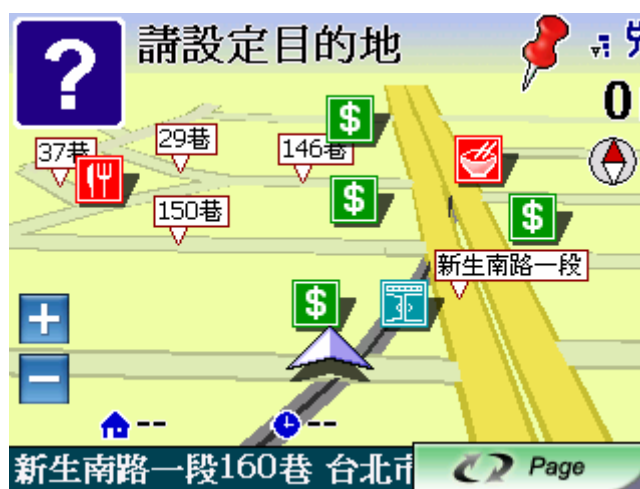 請設定目的地
0
29巷
37巷
146巷
150巷
新生南路一段
--
--
新生南路一段160巷 台北市
Page